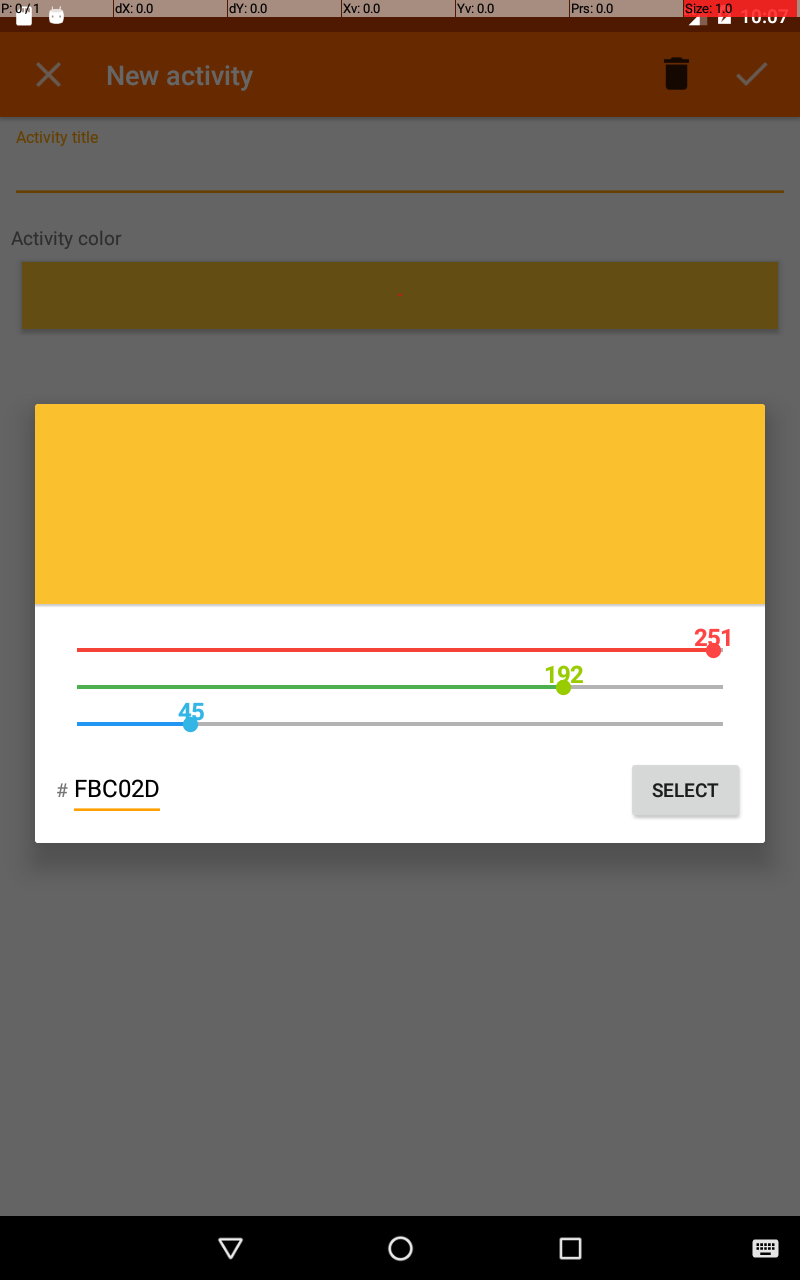 P: 0 / 1 dX: 0.0 dY: 0.0 Xv: 0.0 Yv: 0.0 Prs: 0.0 Size: 1.0
10:07
New activity
Activity title
Activity color
251
192
45
# FBC02D
SELECT